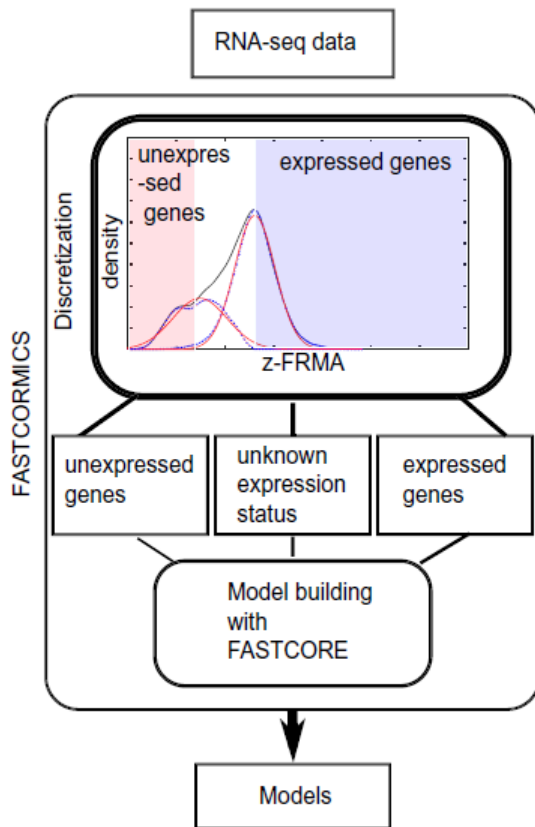 RNA-seq data
FASTCORMICS
Discretization
density
unexpres
-sed
genes
expressed genes
z-FRMA
unexpressed
genes
unknown
expression
status
expressed
genes
Model building
with
FASTCORE
Models